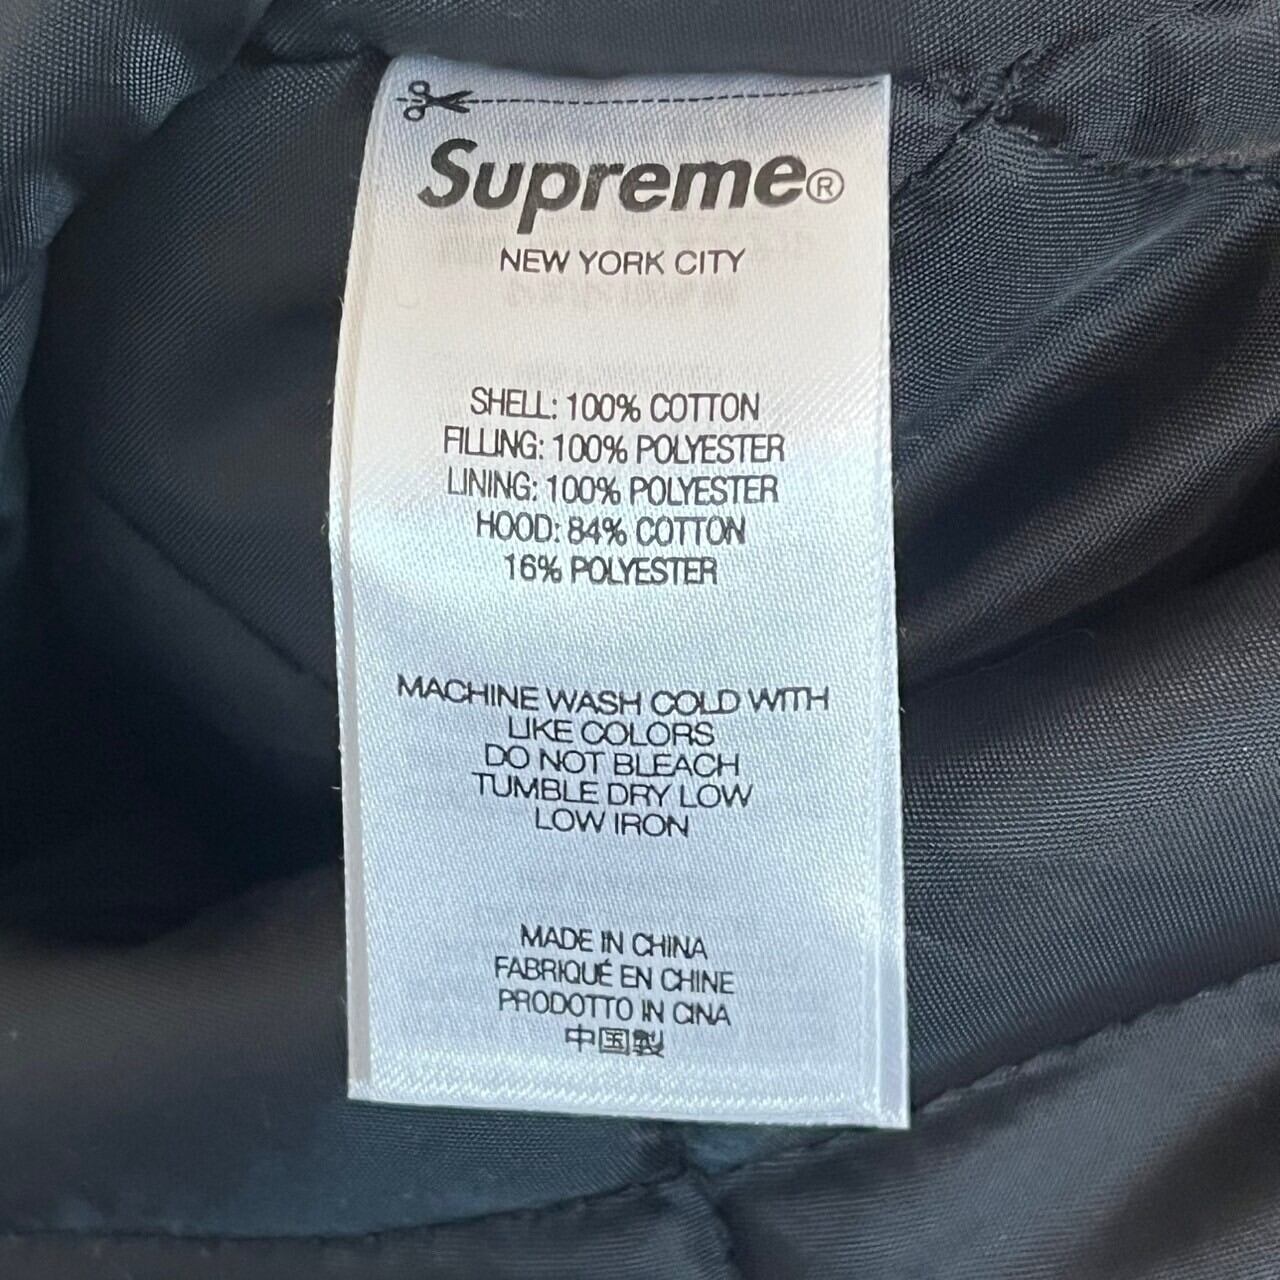 Supreme®
NEW YORK CITY
SHELL: 100% COTTON
FILLING: 100% POLYESTER
LINING: 100% POLYESTER
HOOD: 84% COTTON
16% POLYESTER
MACHINE WASH COLD WITH
LIKE COLORS
DO NOT BLEACH
TUMBLE DRY LOW
LOW IRON
MADE IN CHINA
FABRIQUÉ EN CHINE
PRODOTTO IN CINA
中国製